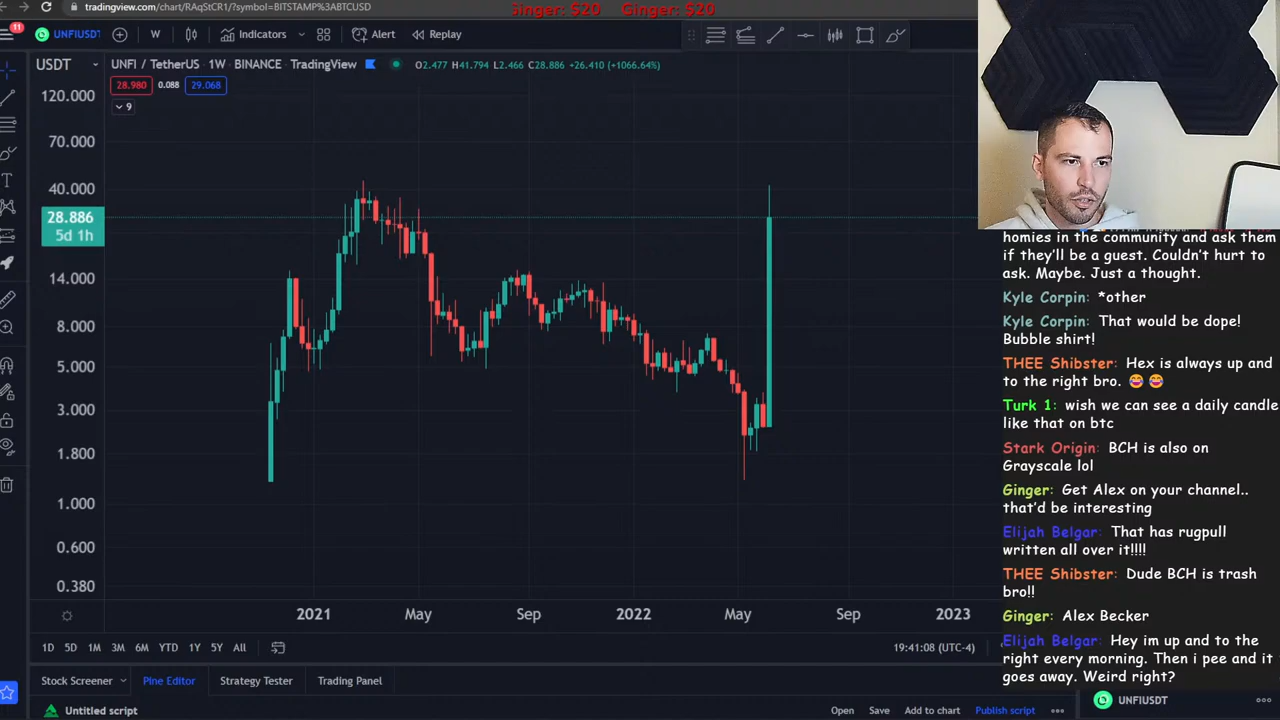 Ginger: $20 Ginger: $20
tradingview.com/chart/RAqStCR1/?symbol=BITSTAMP%3ABTCUSD
11
UNFIUSDT W Indicators Alert Replay
USDT UNFI / TetherUS 1W BINANCE TradingView O2.477 H41.794 L2.466 C28.886 +26.410 (+1066.64%)
28.980 0.088 29.068
9
120.000
70.000
40.000
28.886
5d 1h
14.000
8.000
5.000
3.000
1.800
1.000
0.600
0.380
2021 May Sep 2022 May Sep 2023
1D 5D 1M 3M 6M YTD 1Y 5Y All 19:41:08 (UTC-4)
Stock Screener Pine Editor Strategy Tester Trading Panel
Untitled script Open Save Add to chart Publish script
homies in the community and ask them
if they'll be a guest. Couldn't hurt to
ask. Maybe. Just a thought.
Kyle Corpin: *other
Kyle Corpin: That would be dope!
Bubble shirt!
THEE Shibster: Hex is always up and
to the right bro. 😂 😂
Turk 1: wish we can see a daily candle
like that on btc
Stark Origin: BCH is also on
Grayscale lol
Ginger: Get Alex on your channel..
that'd be interesting
Elijah Belgar: That has rugpull
written all over it!!!!
THEE Shibster: Dude BCH is trash
bro!!
Ginger: Alex Becker
Elijah Belgar: Hey im up and to the
right every morning. Then i pee and it
goes away. Weird right?
UNFIUSDT